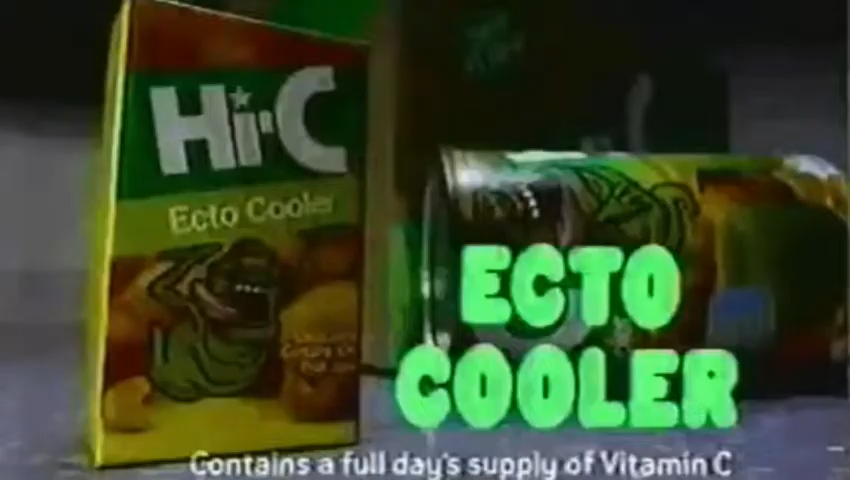 Hi-C
Ecto Cooler
ECTO
COOLER
Contains a full day's supply of Vitamin C